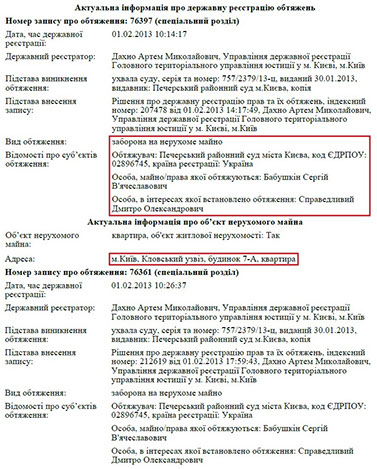 Актуальна інформація про державну реєстрацію обтяжень
Номер запису про обтяження: 76397 (спеціальний розділ)
Дата, час державної реєстрації: 01.02.2013 10:14:17
Державний реєстратор: Дахно Артем Миколайович, Управління державної реєстрації
Головного територіального управління юстиції у м. Києві, м.Київ
Підстава виникнення обтяження: ухвала суду, серія та номер: 757/2379/13-ц, виданий 30.01.2013,
видавник: Печерський районний суд м.Києва, копія
Підстава внесення запису: Рішення про державну реєстрацію прав та їх обтяжень, індексний
номер: 207478 від 01.02.2013 14:17:49, Дахно Артем Миколайович,
Управління державної реєстрації Головного територіального
управління юстиції у м. Києві, м.Київ
Вид обтяження: заборона на нерухоме майно
Відомості про суб'єктів обтяження: Обтяжувач: Печерський районний суд міста Києва, код ЄДРПОУ:
02896745, країна реєстрації: Україна
Особа, майно/права якої обтяжуються: Бабушкін Сергій
В'ячеславович
Особа, в інтересах якої встановлено обтяження: Справедливий
Дмитро Олександрович
Актуальна інформація про об'єкт нерухомого майна
Об'єкт нерухомого майна: квартира, об'єкт житлової нерухомості: Так
Адреса: м.Київ, Кловський узвіз, будинок 7-А, квартира
Номер запису про обтяження: 76361 (спеціальний розділ)
Дата, час державної реєстрації: 01.02.2013 10:26:37
Державний реєстратор: Дахно Артем Миколайович, Управління державної реєстрації
Головного територіального управління юстиції у м. Києві, м.Київ
Підстава виникнення обтяження: ухвала суду, серія та номер: 757/2379/13-ц, виданий 30.01.2013,
видавник: Печерський районний суд м.Києва, копія
Підстава внесення запису: Рішення про державну реєстрацію прав та їх обтяжень, індексний
номер: 212619 від 01.02.2013 17:59:43, Дахно Артем Миколайович,
Управління державної реєстрації Головного територіального
управління юстиції у м. Києві, м.Київ
Вид обтяження: заборона на нерухоме майно
Відомості про суб'єктів обтяження: Обтяжувач: Печерський районний суд міста Києва, код ЄДРПОУ:
02896745, країна реєстрації: Україна
Особа, майно/права якої обтяжуються: Бабушкін Сергій
В'ячеславович
Особа, в інтересах якої встановлено обтяження: Справедливий
Дмитро Олександрович